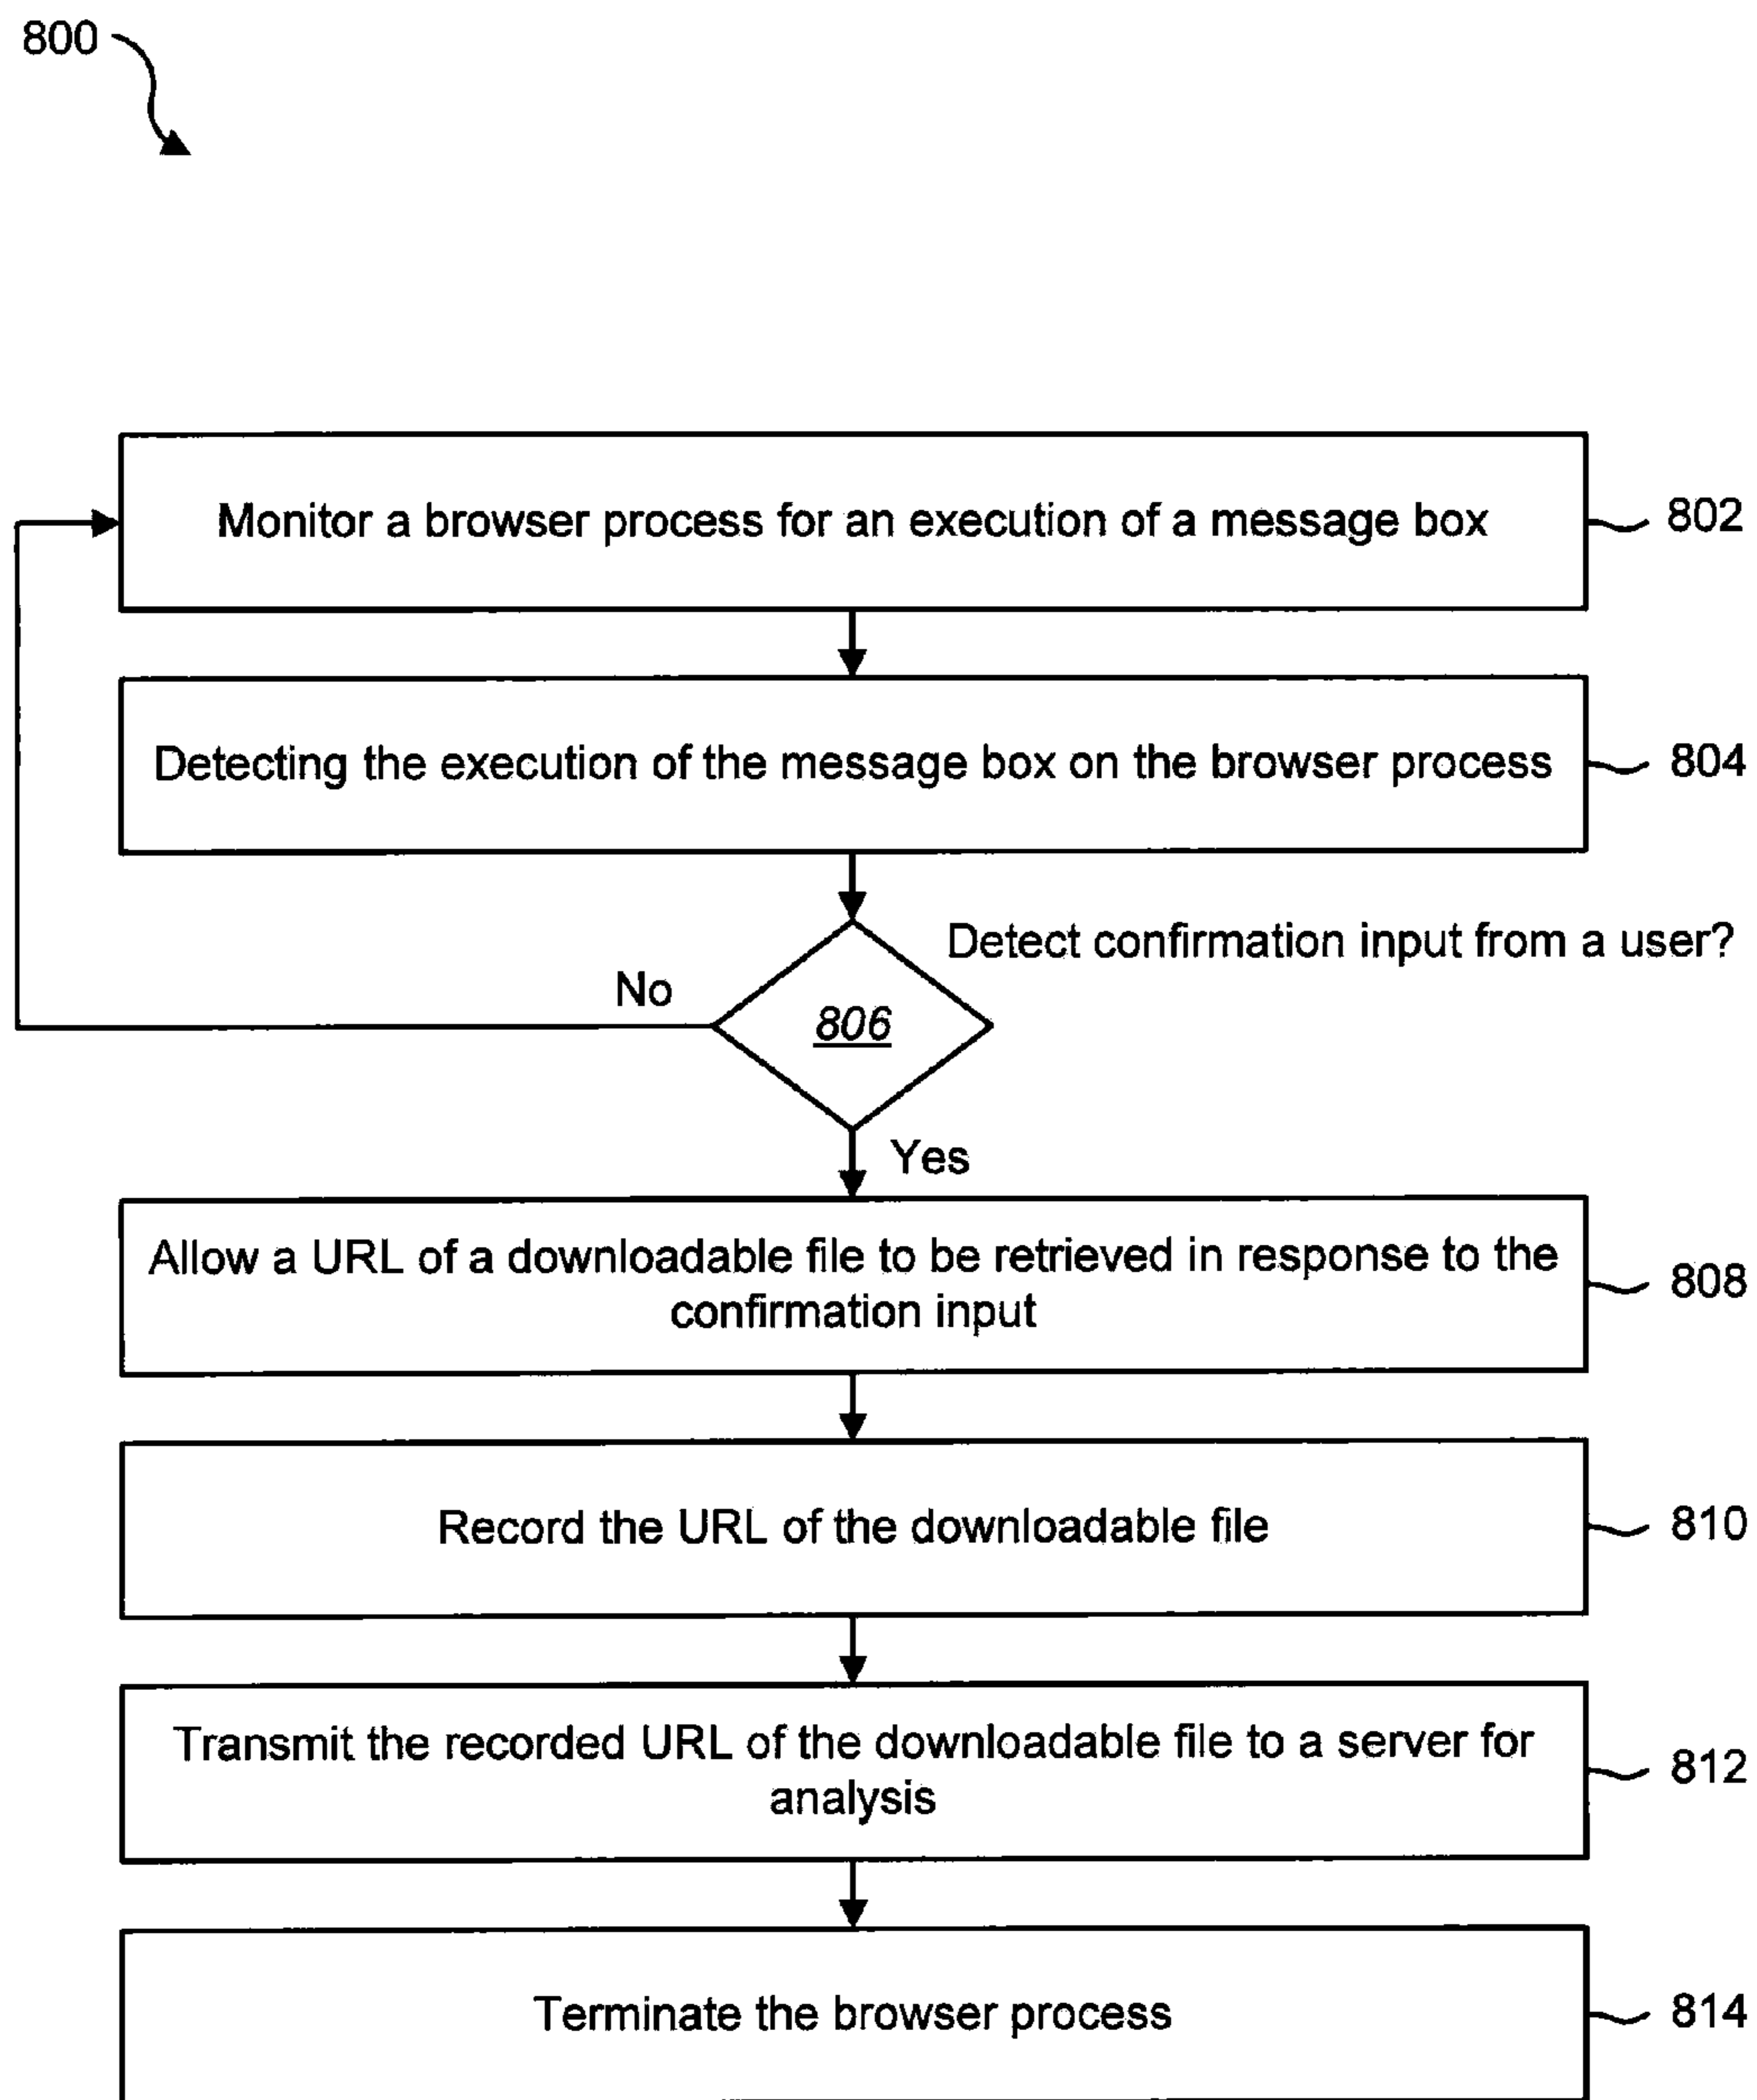 800
Monitor a browser process for an execution of a message box
802
Detecting the execution of the message box on the browser process
804
Detect confirmation input from a user?
No
806
Yes
Allow a URL of a downloadable file to be retrieved in response to the
confirmation input
808
Record the URL of the downloadable file
810
Transmit the recorded URL of the downloadable file to a server for
analysis
812
Terminate the browser process
814